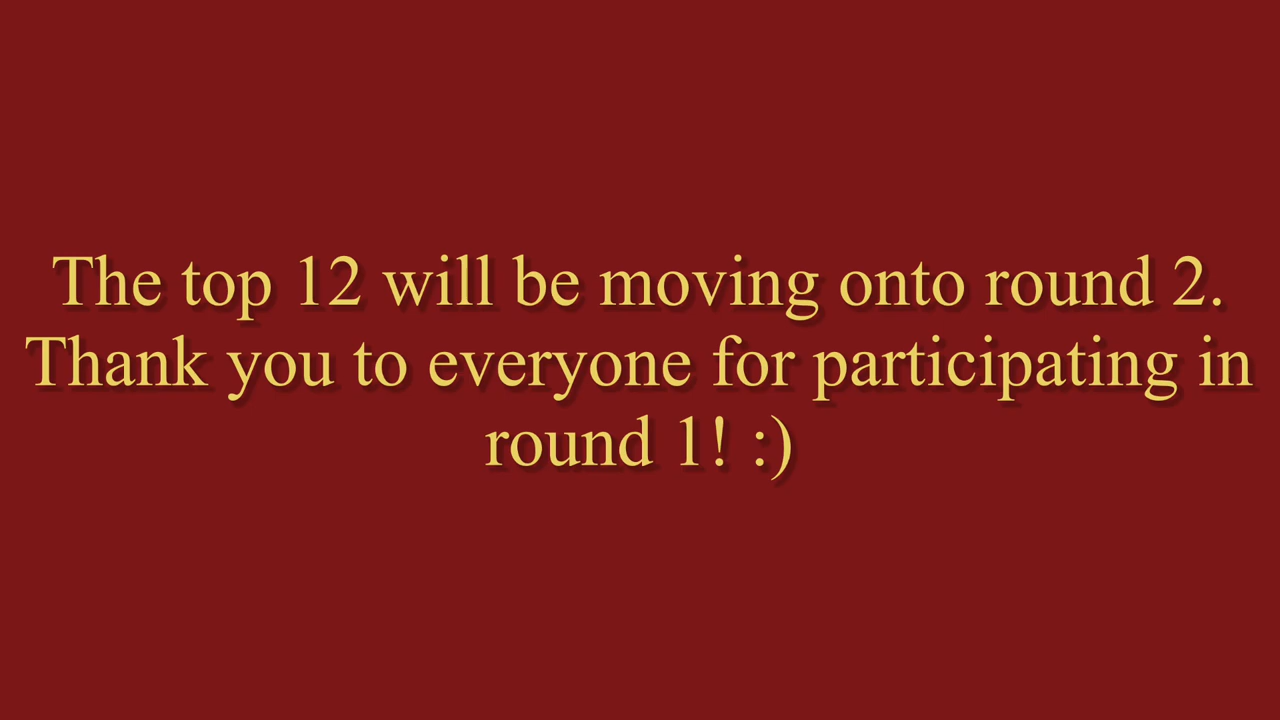 The top 12 will be moving onto round 2.
Thank you to everyone for participating in
round 1! :)